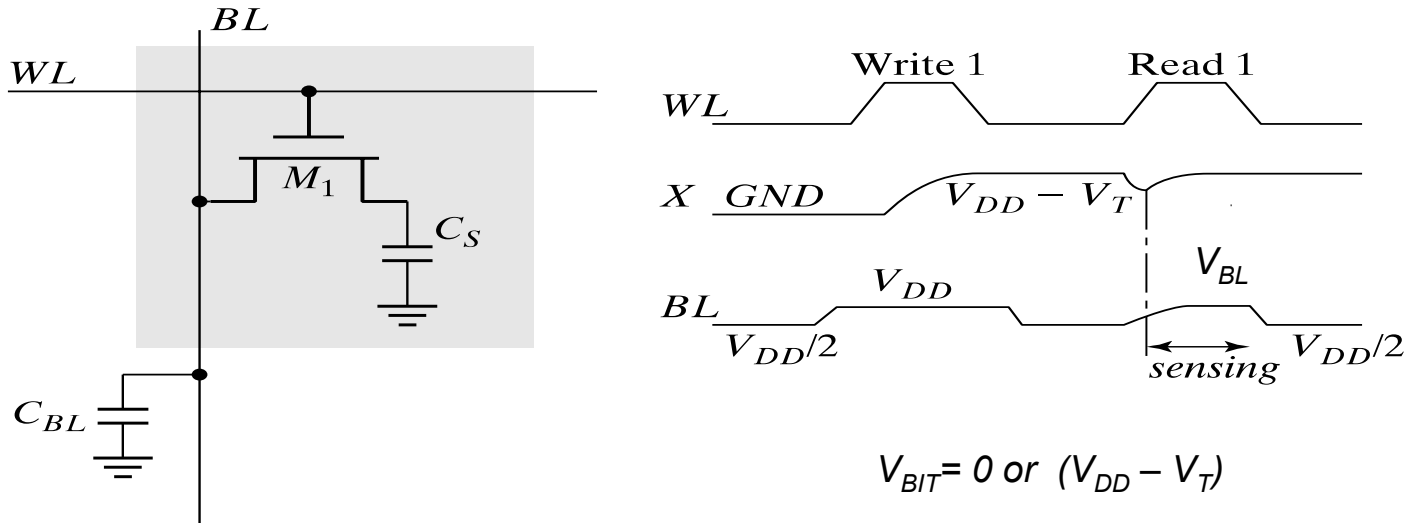 BL
WL
M1
CS
CBL
Write 1 Read 1
WL
X GND VDD – VT
VBL
BL VDD
VDD/2 VDD/2
sensing
VBIT= 0 or (VDD – VT)